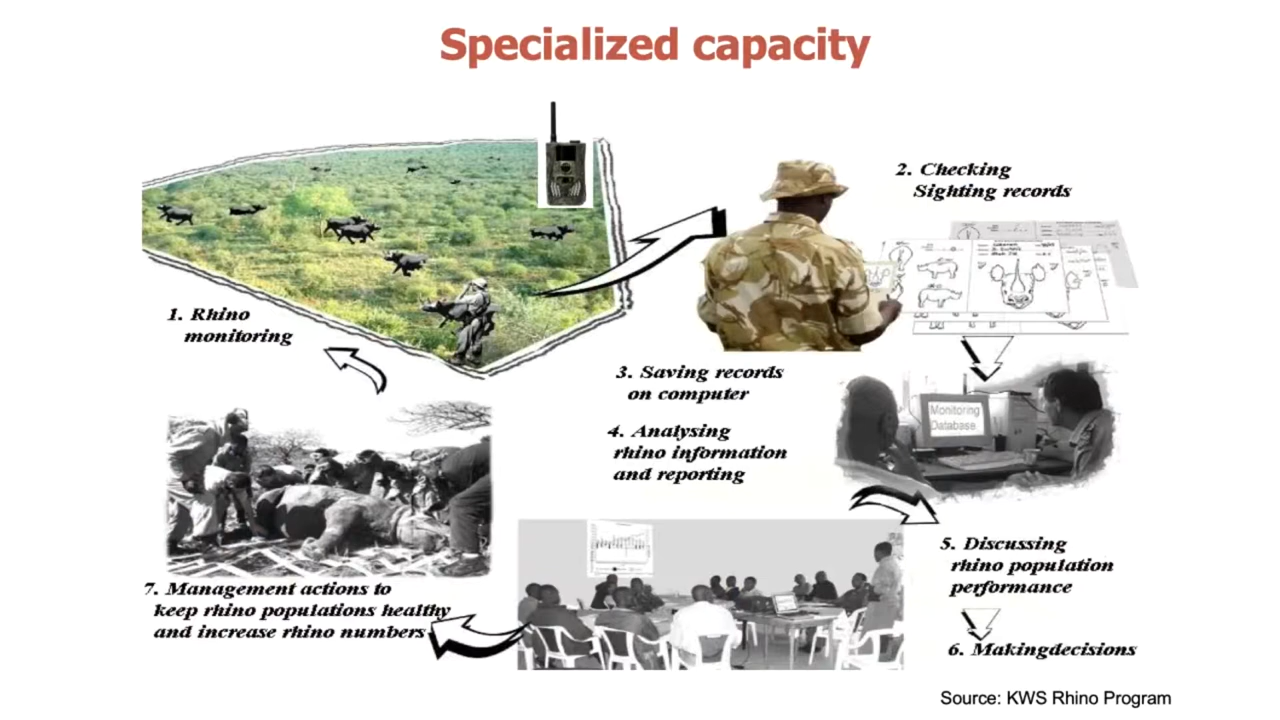 Specialized capacity
1. Rhino
monitoring
2. Checking
Sighting records
3. Saving records
on computer
4. Analysing
rhino information
and reporting
Monitoring
Database
5. Discussing
rhino population
performance
6. Makingdecisions
7. Management actions to
keep rhino populations healthy
and increase rhino numbers
Source: KWS Rhino Program